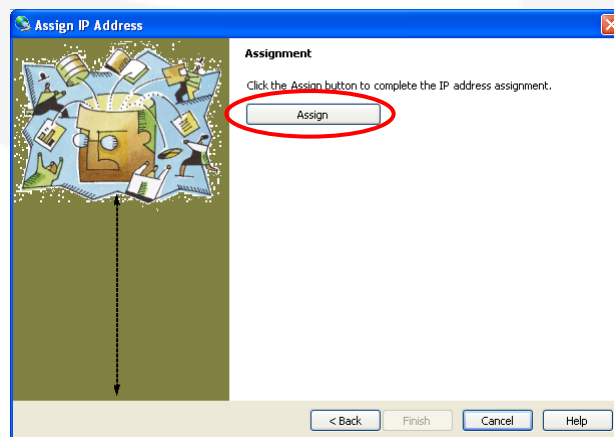 Assign IP Address
Assignment
Click the Assign button to complete the IP address assignment.
Assign
< Back Finish Cancel Help